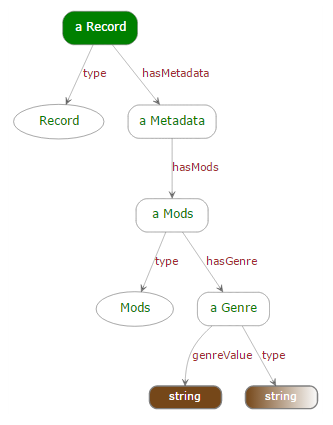 a Record
type
hasMetadata
Record
a Metadata
hasMods
a Mods
type
hasGenre
Mods
a Genre
genreValue
type
string
string